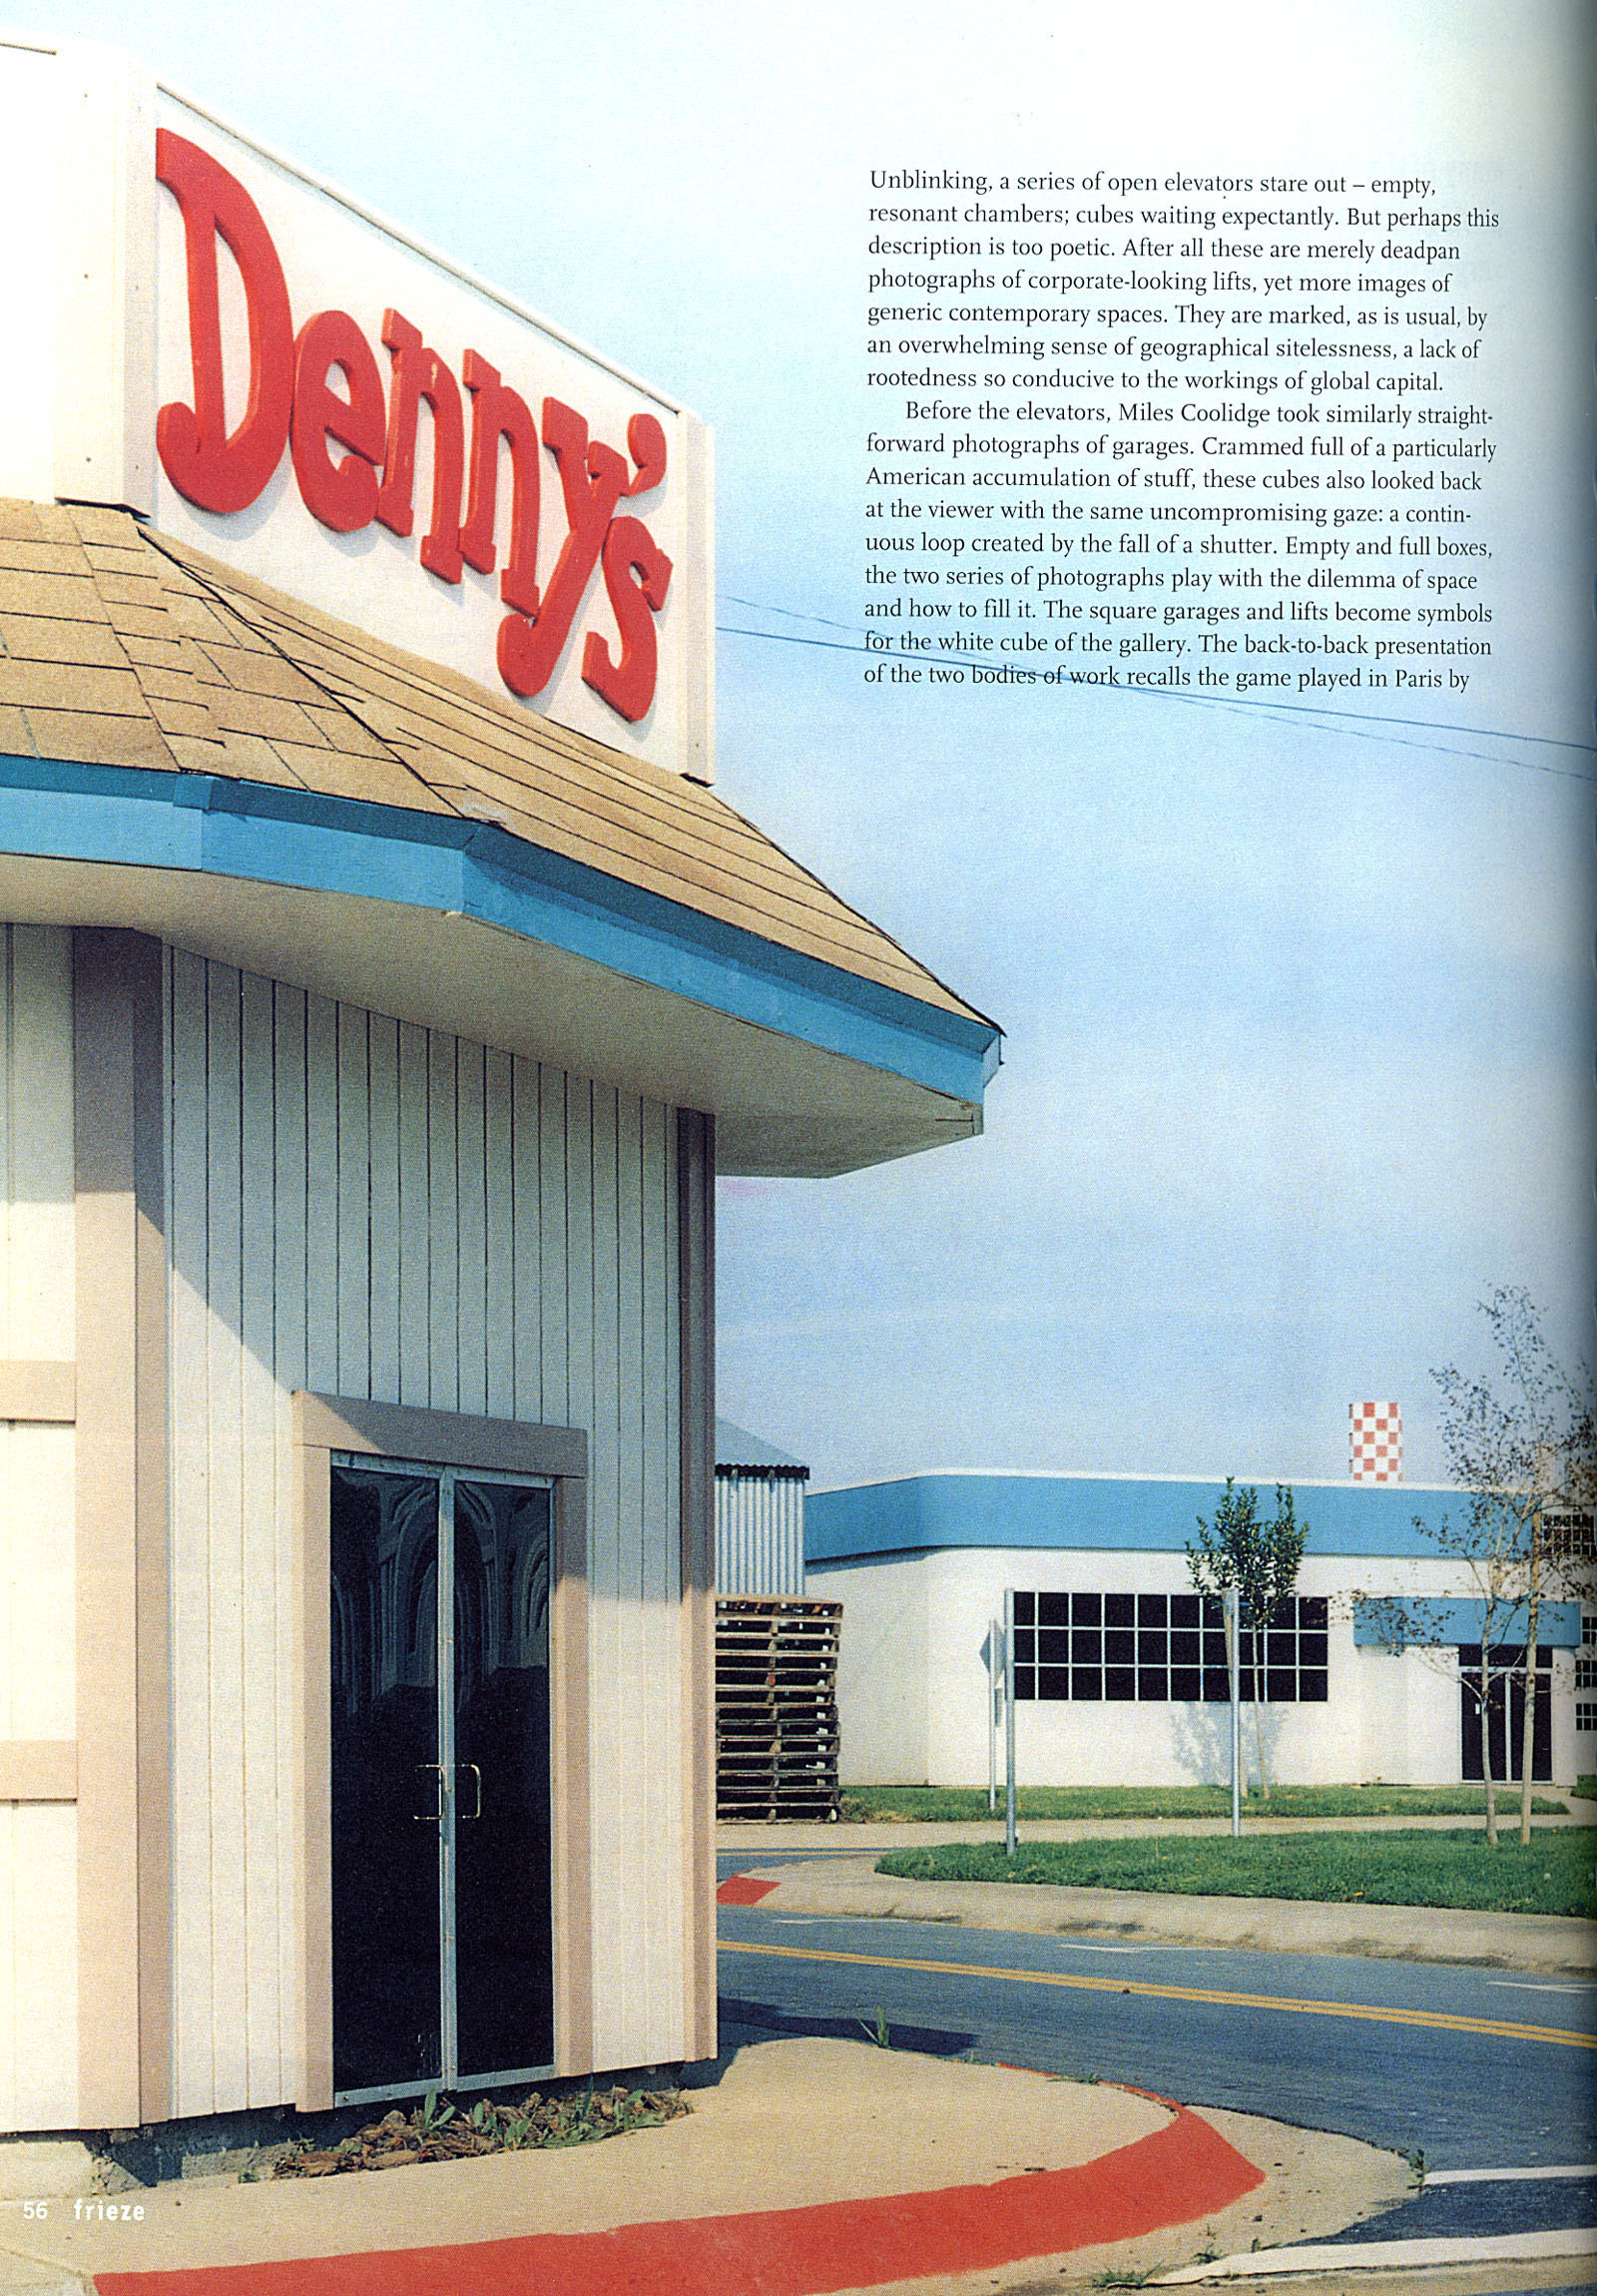 Denny's
Unblinking, a series of open elevators stare out – empty,
resonant chambers; cubes waiting expectantly. But perhaps this
description is too poetic. After all these are merely deadpan
photographs of corporate-looking lifts, yet more images of
generic contemporary spaces. They are marked, as is usual, by
an overwhelming sense of geographical sitelessness, a lack of
rootedness so conducive to the workings of global capital.
Before the elevators, Miles Coolidge took similarly straight-
forward photographs of garages. Crammed full of a particularly
American accumulation of stuff, these cubes also looked back
at the viewer with the same uncompromising gaze: a contin-
uous loop created by the fall of a shutter. Empty and full boxes,
the two series of photographs play with the dilemma of space
and how to fill it. The square garages and lifts become symbols
for the white cube of the gallery. The back-to-back presentation
of the two bodies of work recalls the game played in Paris by
56 frieze